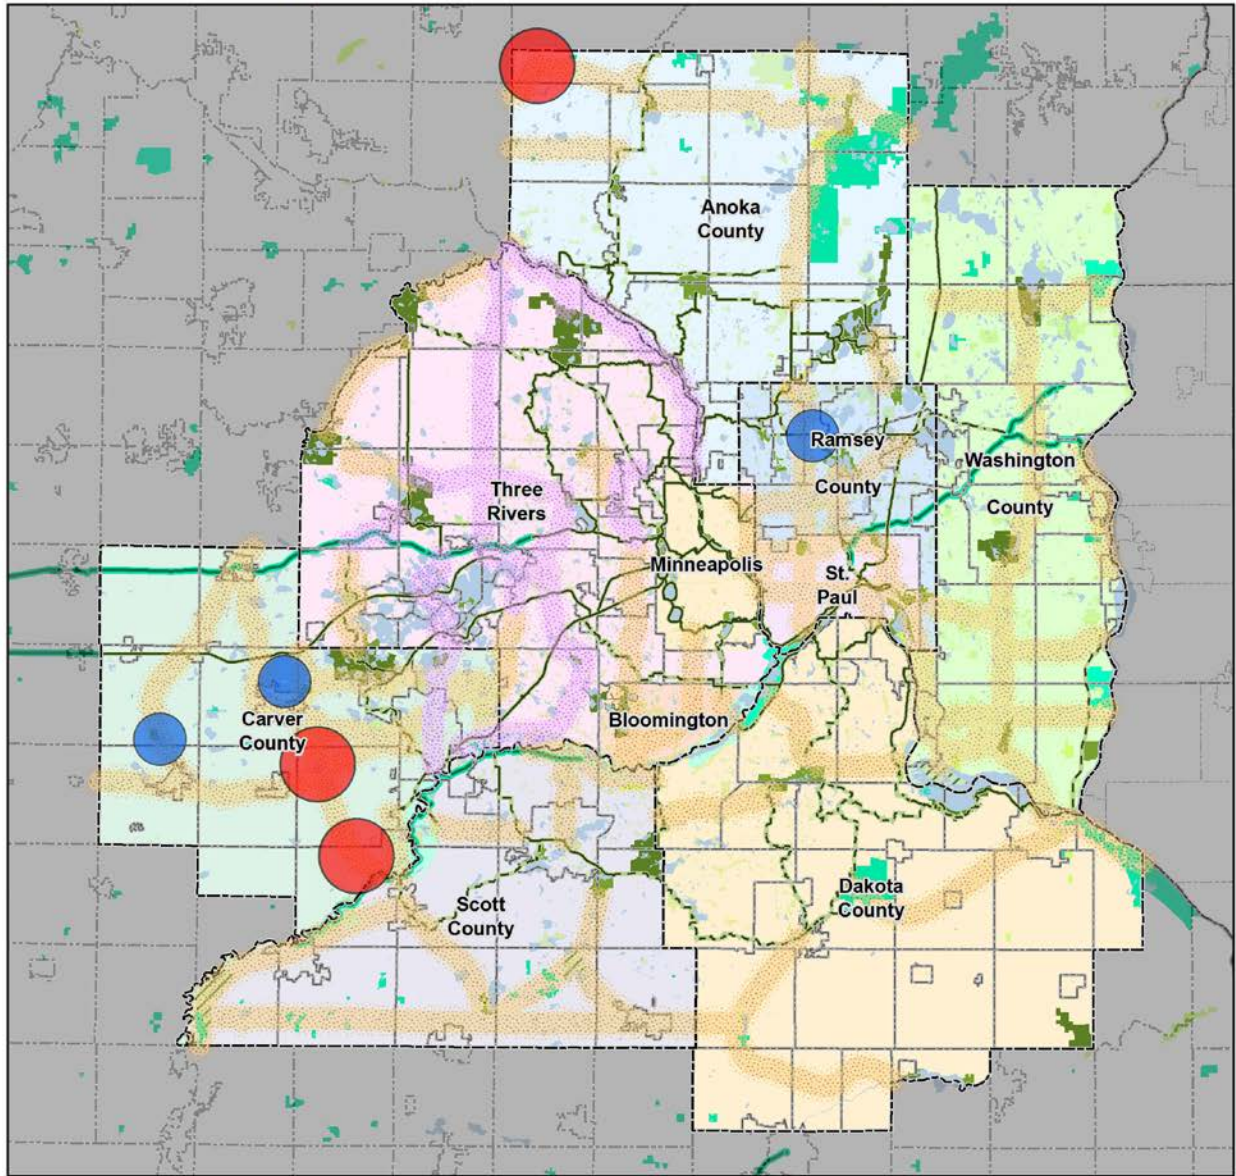 Anoka
County
Ramsey
County
Washington
County
Three
Rivers
Minneapolis
St.
Paul
Carver
County
Bloomington
Scott
County
Dakota
County